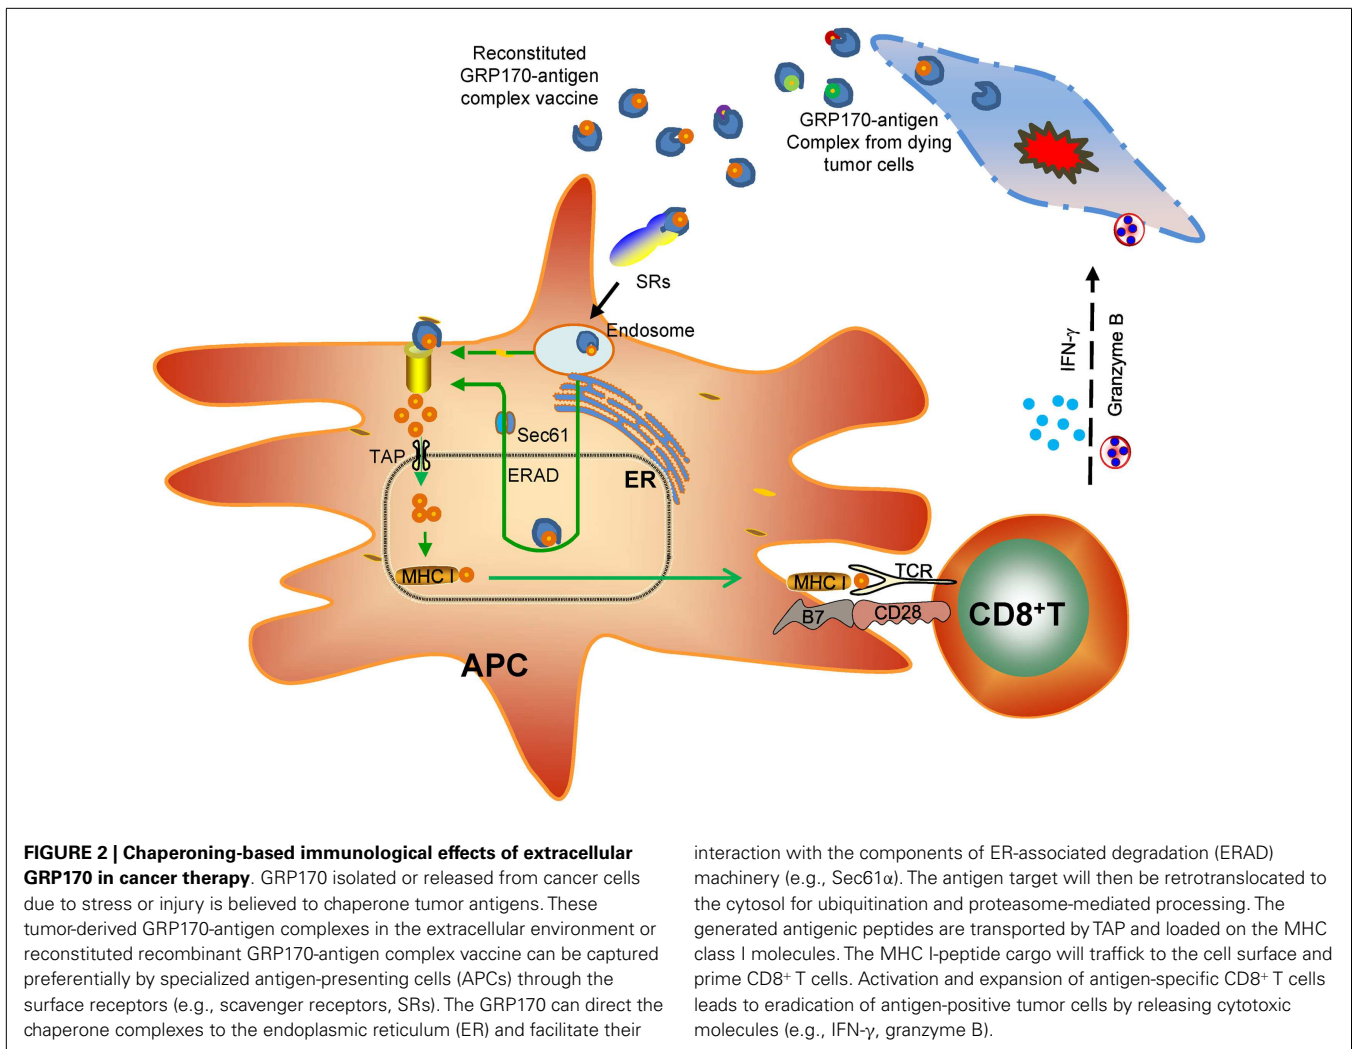 Reconstituted
GRP170-antigen
complex vaccine
GRP170-antigen
Complex from dying
tumor cells
SRs
Endosome
IFN-γ
Granzyme B
Sec61
TAP
ERAD
ER
MHC I
MHC I
TCR
B7
CD28
CD8⁺T
APC
FIGURE 2 | Chaperoning-based immunological effects of extracellular
GRP170 in cancer therapy. GRP170 isolated or released from cancer cells
due to stress or injury is believed to chaperone tumor antigens. These
tumor-derived GRP170-antigen complexes in the extracellular environment or
reconstituted recombinant GRP170-antigen complex vaccine can be captured
preferentially by specialized antigen-presenting cells (APCs) through the
surface receptors (e.g., scavenger receptors, SRs). The GRP170 can direct the
chaperone complexes to the endoplasmic reticulum (ER) and facilitate their
interaction with the components of ER-associated degradation (ERAD)
machinery (e.g., Sec61α). The antigen target will then be retrotranslocated to
the cytosol for ubiquitination and proteasome-mediated processing. The
generated antigenic peptides are transported by TAP and loaded on the MHC
class I molecules. The MHC I-peptide cargo will traffick to the cell surface and
prime CD8⁺ T cells. Activation and expansion of antigen-specific CD8⁺ T cells
leads to eradication of antigen-positive tumor cells by releasing cytotoxic
molecules (e.g., IFN-γ, granzyme B).